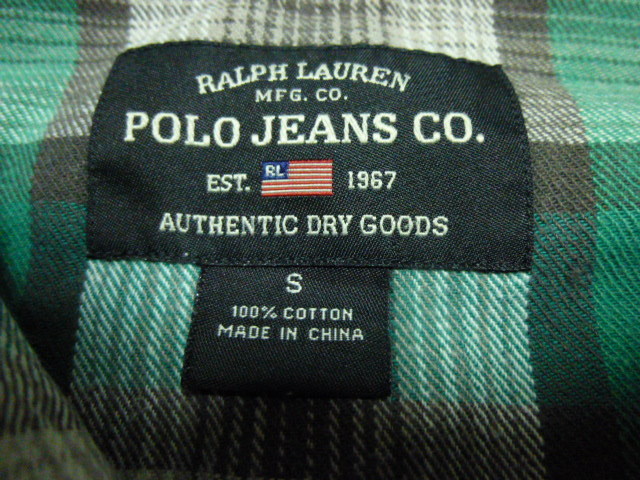 RALPH LAUREN
MFG. CO.
POLO JEANS CO.
EST. RL 1967
AUTHENTIC DRY GOODS
S
100% COTTON
MADE IN CHINA